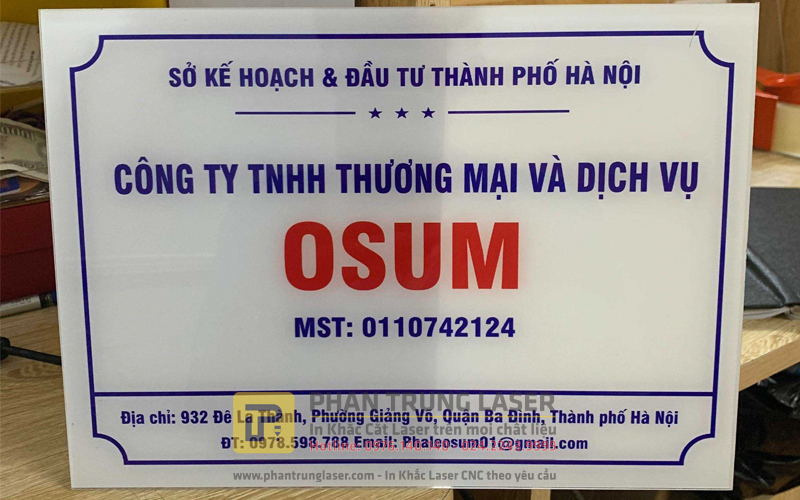 SỞ KẾ HOẠCH & ĐẦU TƯ THÀNH PHỐ HÀ NỘI
CÔNG TY TNHH THƯƠNG MẠI VÀ DỊCH VỤ
OSUM
MST: 0110742124
PHAN TRUNG LASER
Địa chỉ: 932 Đê La Thành, Phường Giảng Võ, Quận Ba Đình, Thành phố Hà Nội
In Khắc Cắt Laser trên mọi chất liệu
ĐT: 0978.598.788 Email: Phaleosum01@gmail.com
www.phantrunglaser.com - In Khắc Laser CNC theo yêu cầu